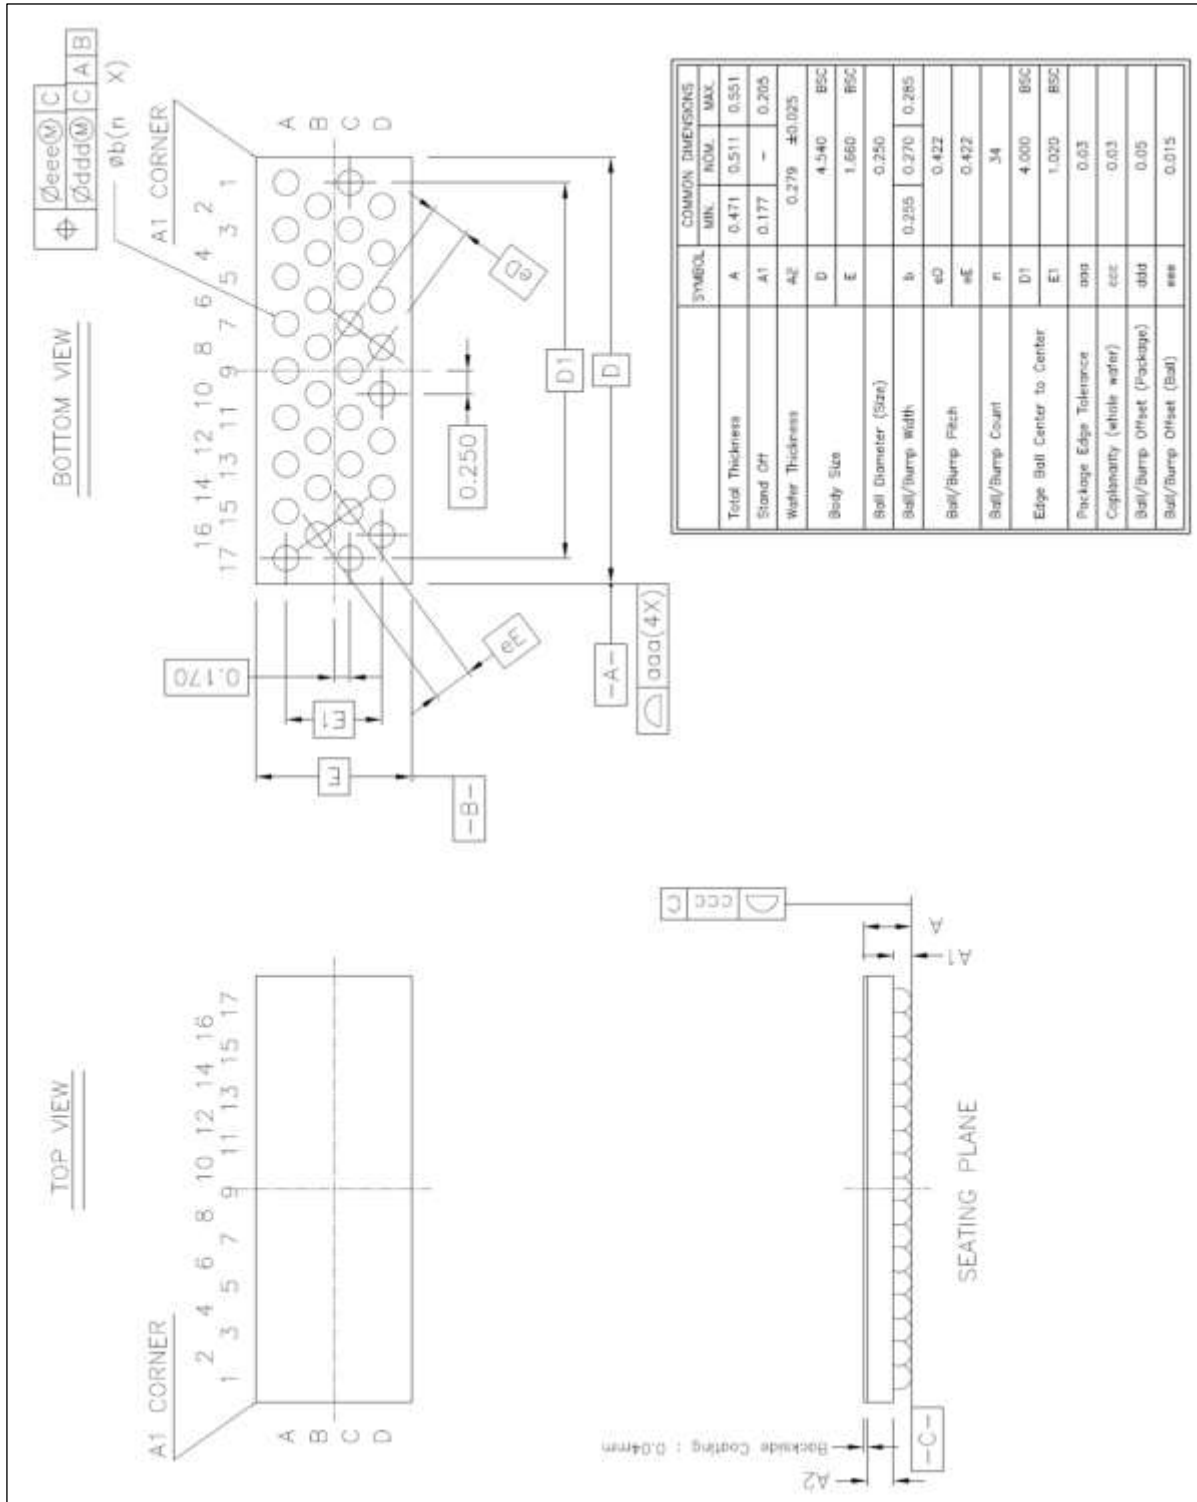 TOP VIEW
A1 CORNER
1 2 3 4 5 6 7 8 9 10 11 12 13 14 15 16 17
A
B
C
D
BOTTOM VIEW
17 16 15 14 13 12 11 10 9 8 7 6 5 4 3 2 1
A1 CORNER
Øeee Ⓜ C
Øddd Ⓜ C A B
Øb(n X)
A
B
C
D
0.170
E1
E
-B-
eE
eD
0.250
D1
D
-A-
aaa(4X)
Backside Coating : 0.04mm
A2
-C-
SEATING PLANE
A1
A
ccc C
SYMBOL COMMON DIMENSIONS
MIN. NOM. MAX.
Total Thickness A 0.471 0.511 0.551
Stand Off A1 0.177 – 0.205
Wafer Thickness A2 0.279 ±0.025
Body Size D 4.540 BSC
E 1.660 BSC
Ball Diameter (Size) 0.250
Ball/Bump Width b 0.255 0.270 0.285
Ball/Bump Pitch eD 0.422
eE 0.422
Ball/Bump Count n 34
Edge Ball Center to Center D1 4.000 BSC
E1 1.020 BSC
Package Edge Tolerance aaa 0.03
Coplanarity (whole wafer) ccc 0.03
Ball/Bump Offset (Package) ddd 0.05
Ball/Bump Offset (Ball) eee 0.015